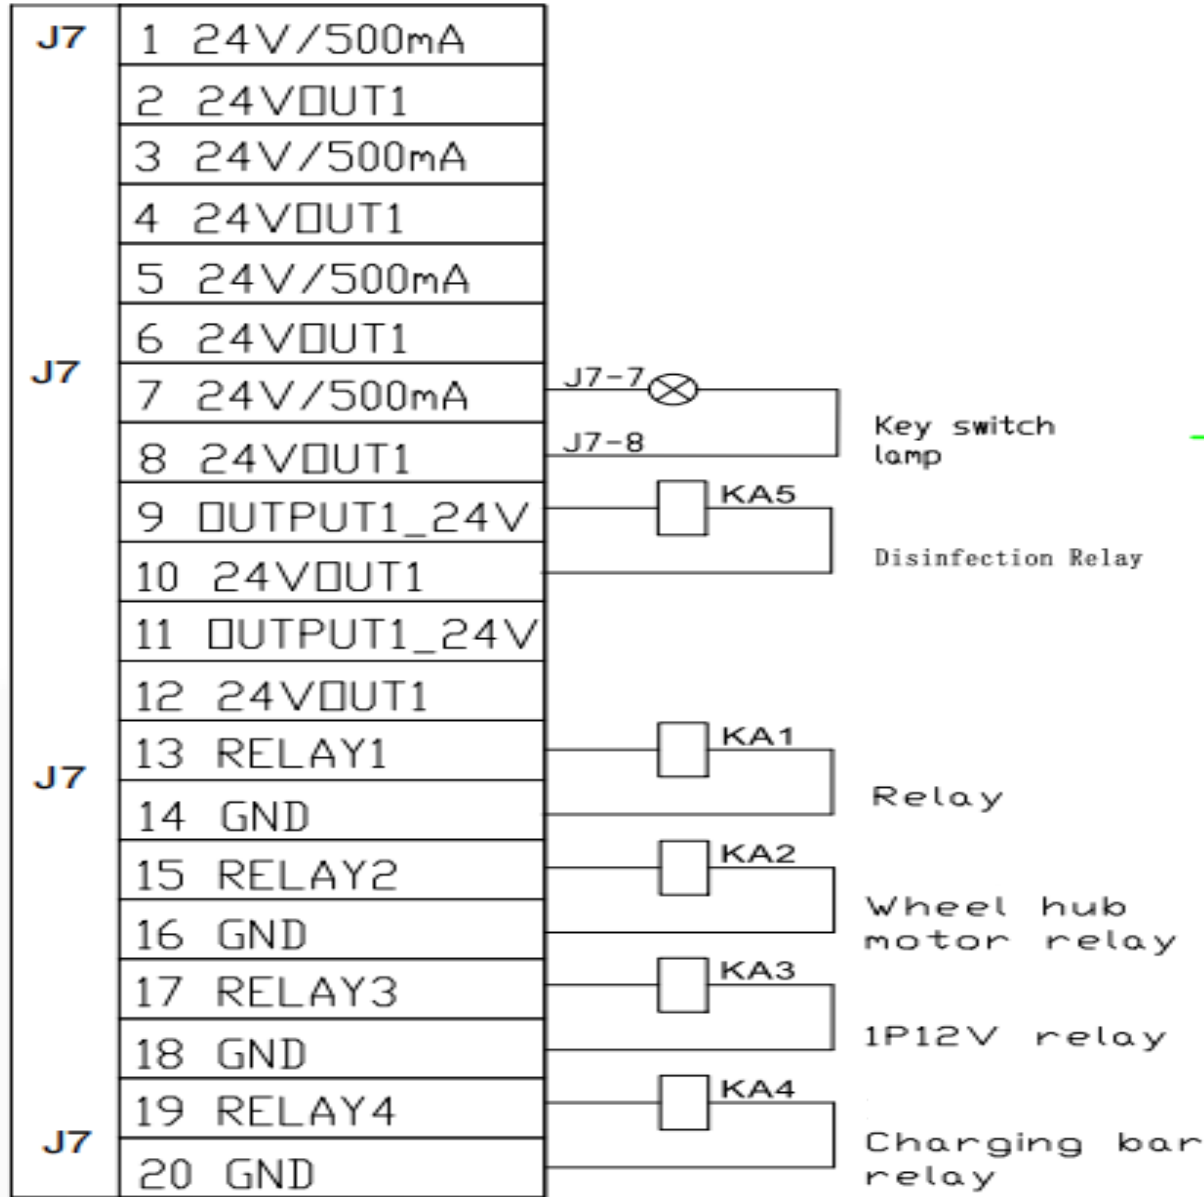 J7
1 24V/500mA
2 24VOUT1
3 24V/500mA
4 24VOUT1
5 24V/500mA
6 24VOUT1
J7
7 24V/500mA
J7-7
8 24VOUT1
J7-8
Key switch
lamp
9 OUTPUT1_24V
KA5
10 24VOUT1
Disinfection Relay
11 OUTPUT1_24V
12 24VOUT1
J7
13 RELAY1
KA1
14 GND
Relay
15 RELAY2
KA2
16 GND
Wheel hub
motor relay
17 RELAY3
KA3
18 GND
1P12V relay
19 RELAY4
KA4
J7
20 GND
Charging bar
relay